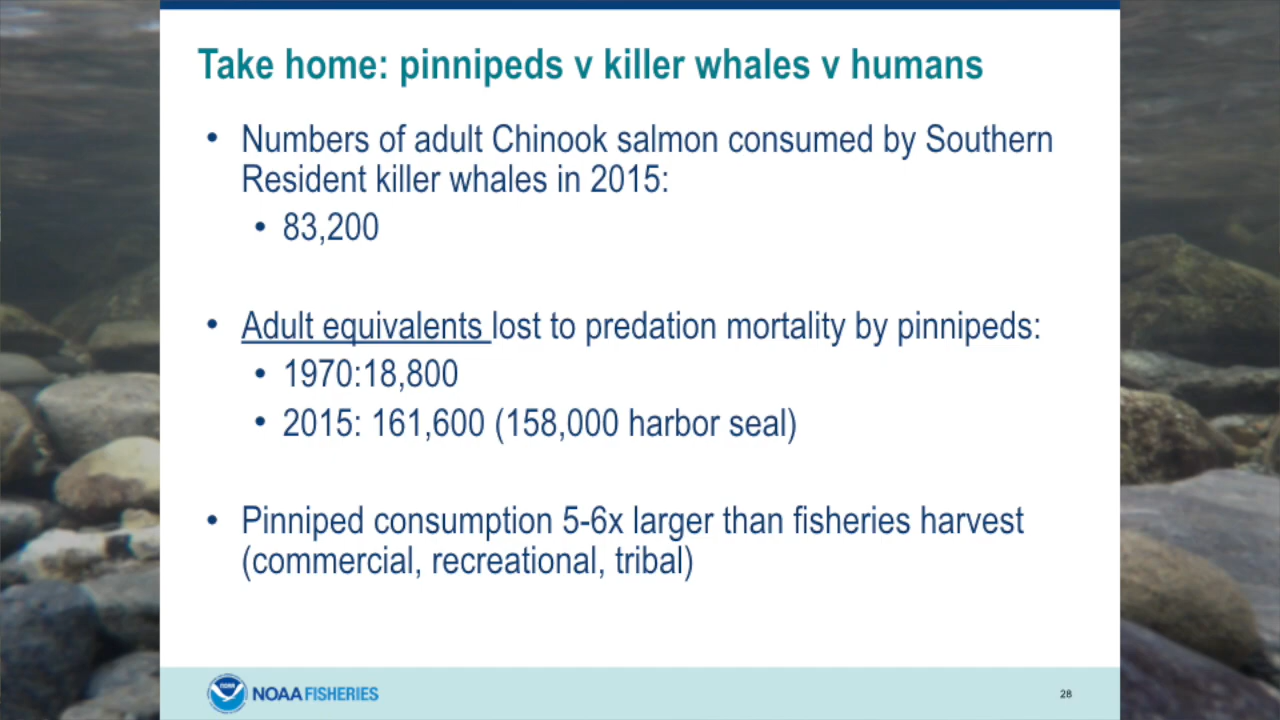 Take home: pinnipeds v killer whales v humans
• Numbers of adult Chinook salmon consumed by Southern
Resident killer whales in 2015:
• 83,200
• Adult equivalents lost to predation mortality by pinnipeds:
• 1970:18,800
• 2015: 161,600 (158,000 harbor seal)
• Pinniped consumption 5-6x larger than fisheries harvest
(commercial, recreational, tribal)
NOAA FISHERIES
28